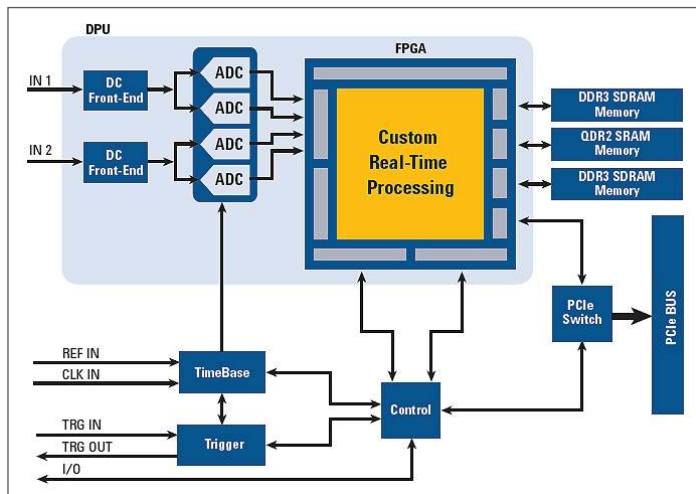 DPU
FPGA
IN 1
DC
Front-End
ADC
ADC
IN 2
DC
Front-End
ADC
ADC
Custom
Real-Time
Processing
DDR3 SDRAM
Memory
QDR2 SRAM
Memory
DDR3 SDRAM
Memory
PCIe
Switch
PCIe BUS
REF IN
CLK IN
TimeBase
TRG IN
TRG OUT
I/O
Trigger
Control